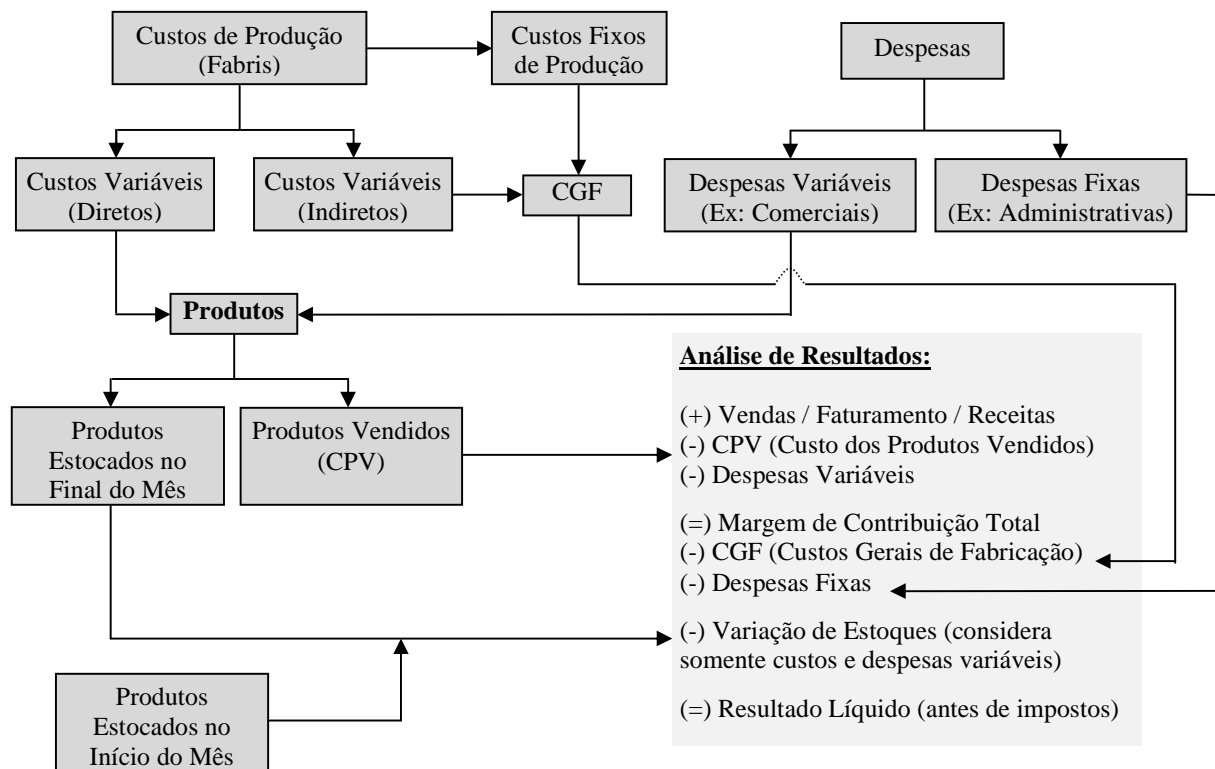 Custos de Produção
(Fabris)
Custos Fixos
de Produção
Despesas
Custos Variáveis
(Diretos)
Custos Variáveis
(Indiretos)
CGF
Despesas Variáveis
(Ex: Comerciais)
Despesas Fixas
(Ex: Administrativas)
Produtos
Produtos
Estocados no
Final do Mês
Produtos Vendidos
(CPV)
Análise de Resultados:
(+) Vendas / Faturamento / Receitas
(-) CPV (Custo dos Produtos Vendidos)
(-) Despesas Variáveis
(=) Margem de Contribuição Total
(-) CGF (Custos Gerais de Fabricação)
(-) Despesas Fixas
(-) Variação de Estoques (considera
somente custos e despesas variáveis)
(=) Resultado Líquido (antes de impostos)
Produtos
Estocados no
Início do Mês